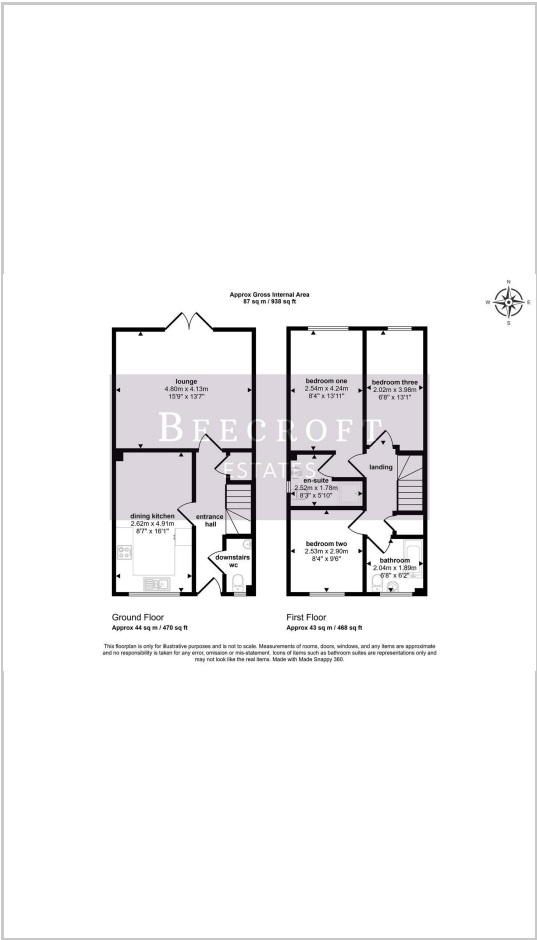 Approx Gross Internal Area
87 sq m / 938 sq ft
N
W
E
S
lounge
4.80m x 4.13m
15'9" x 13'7"
bedroom one
2.54m x 4.24m
8'4" x 13'11"
bedroom three
2.02m x 3.98m
6'8" x 13'1"
BEECROFT
ESTATES
landing
en-suite
2.52m x 1.78m
8'3" x 5'10"
dining kitchen
2.62m x 4.91m
8'7" x 16'1"
entrance
hall
downstairs
wc
bedroom two
2.53m x 2.90m
8'4" x 9'6"
bathroom
2.04m x 1.89m
6'8" x 6'2"
Ground Floor
Approx 44 sq m / 470 sq ft
First Floor
Approx 43 sq m / 468 sq ft
This floorplan is only for illustrative purposes and is not to scale. Measurements of rooms, doors, windows, and any items are approximate
and no responsibility is taken for any error, omission or mis-statement. Icons of items such as bathroom suites are representations only and
may not look like the real items. Made with Made Snappy 360.